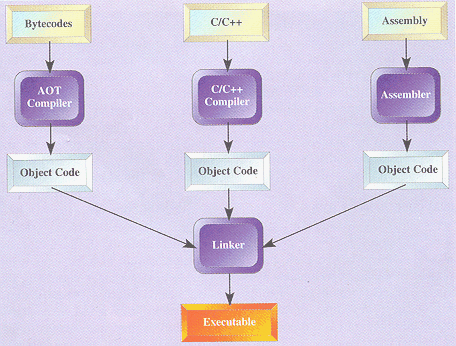 Bytecodes
C/C++
Assembly
AOT
Compiler
C/C++
Compiler
Assembler
Object Code
Object Code
Object Code
Linker
Executable